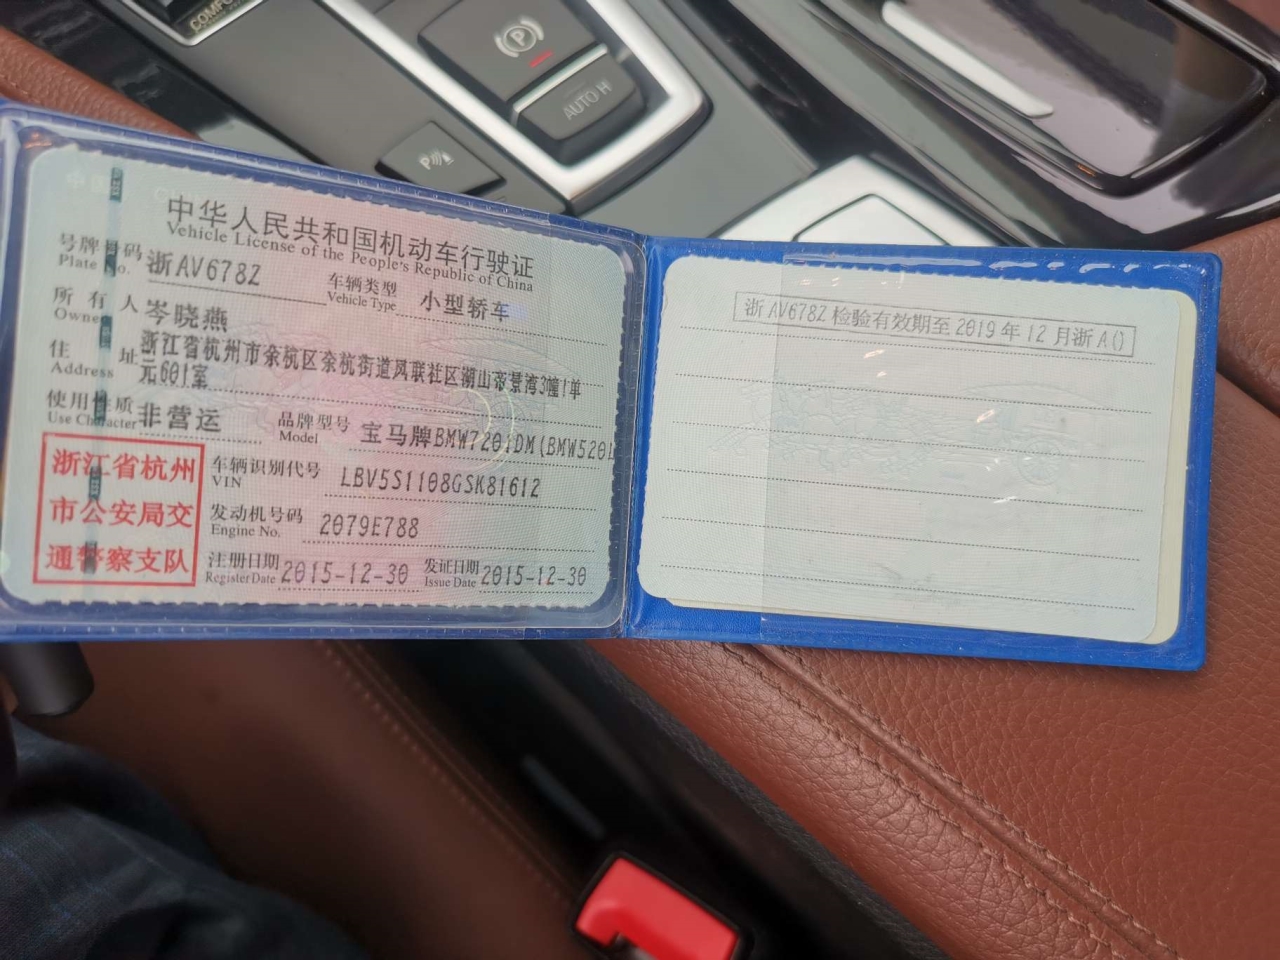 AUTO H
中华人民共和国机动车行驶证
Vehicle License of the People's Republic of China
号牌号码 浙AV678Z 车辆类型 小型轿车
Plate No. Vehicle Type
所有人 岑晓燕
Owner
住址 浙江省杭州市余杭区余杭街道凤联社区湖山帝景湾3幢1单
Address 元601室
使用性质 非营运 品牌型号 宝马牌BMW7201DM(BMW520i
Use Character Model
浙江省杭州
市公安局交
通警察支队
车辆识别代号 LBV5S1108GSK81612
VIN
发动机号码 2079E788
Engine No.
注册日期 2015-12-30 发证日期 2015-12-30
Register Date Issue Date
浙AV678Z检验有效期至2019年12月浙A()